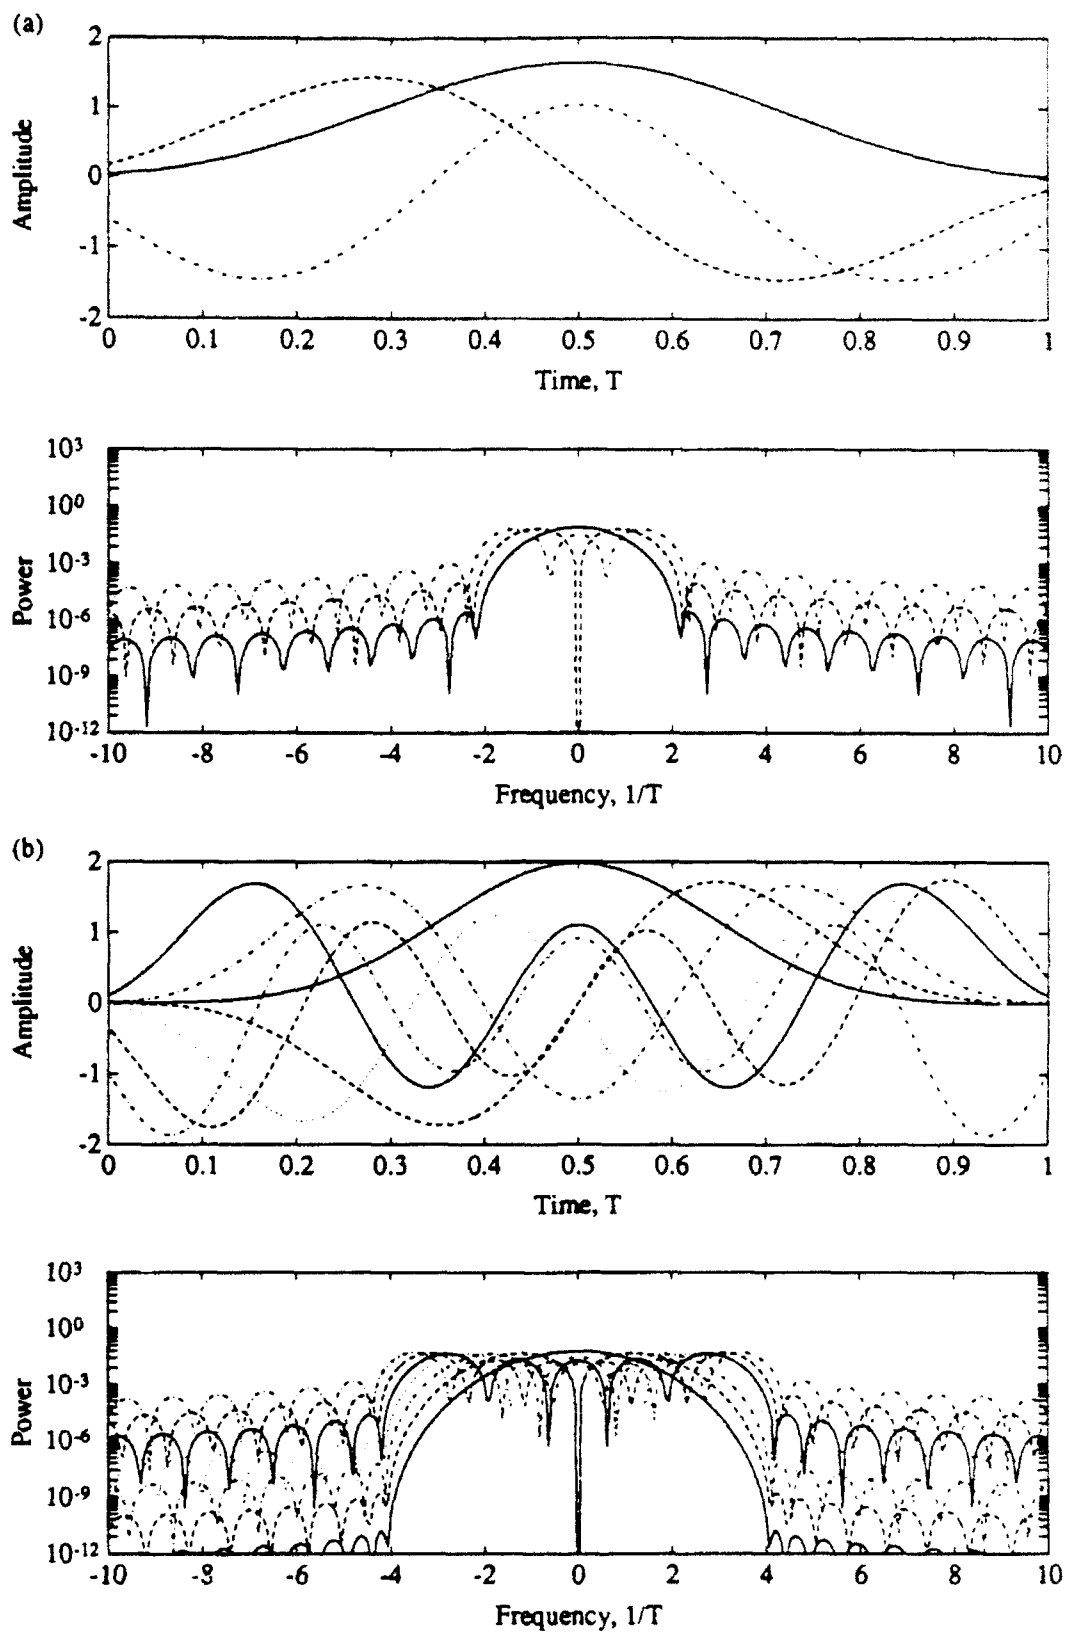 (a)
2
1
0
-1
-2
Amplitude
0 0.1 0.2 0.3 0.4 0.5 0.6 0.7 0.8 0.9 1
Time, T
10³
10⁰
10⁻³
10⁻⁶
10⁻⁹
10⁻¹²
Power
-10 -8 -6 -4 -2 0 2 4 6 8 10
Frequency, 1/T
(b)
2
1
0
-1
-2
Amplitude
0 0.1 0.2 0.3 0.4 0.5 0.6 0.7 0.8 0.9 1
Time, T
10³
10⁰
10⁻³
10⁻⁶
10⁻⁹
10⁻¹²
Power
-10 -8 -6 -4 -2 0 2 4 6 8 10
Frequency, 1/T